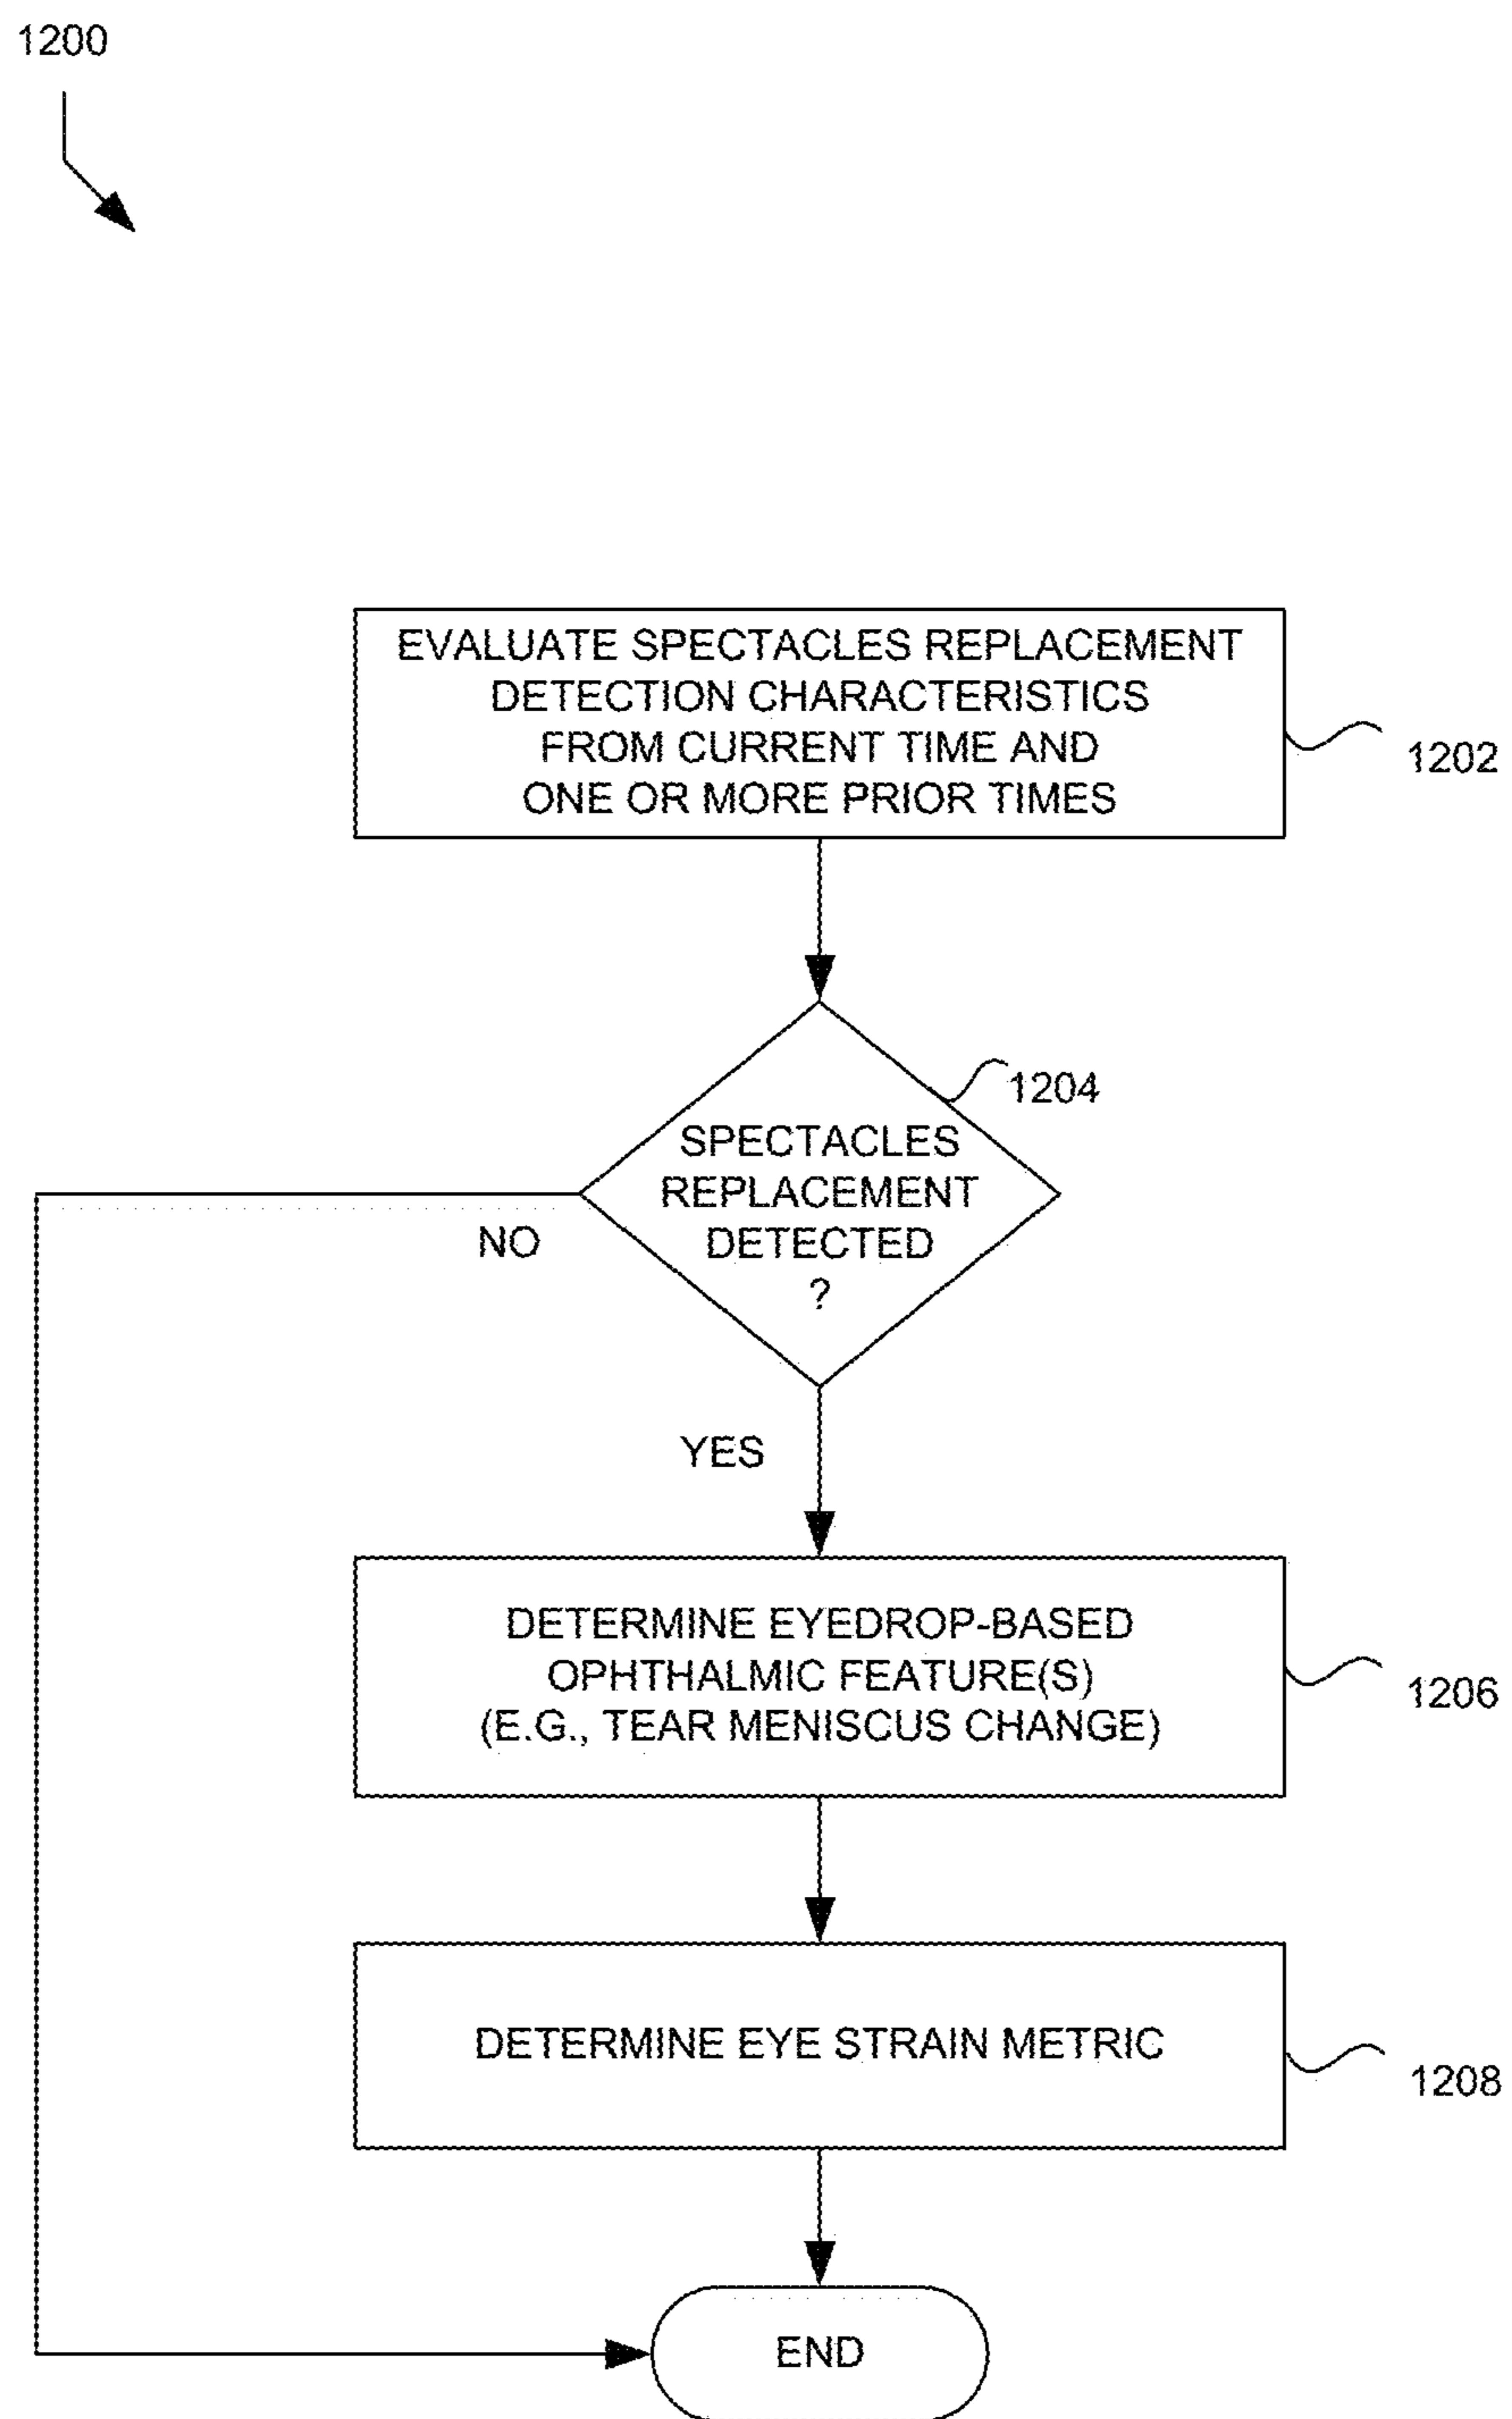 1200
EVALUATE SPECTACLES REPLACEMENT
DETECTION CHARACTERISTICS
FROM CURRENT TIME AND
ONE OR MORE PRIOR TIMES
1202
1204
SPECTACLES
REPLACEMENT
DETECTED
?
NO
YES
DETERMINE EYEDROP-BASED
OPHTHALMIC FEATURE(S)
(E.G., TEAR MENISCUS CHANGE)
1206
DETERMINE EYE STRAIN METRIC
1208
END